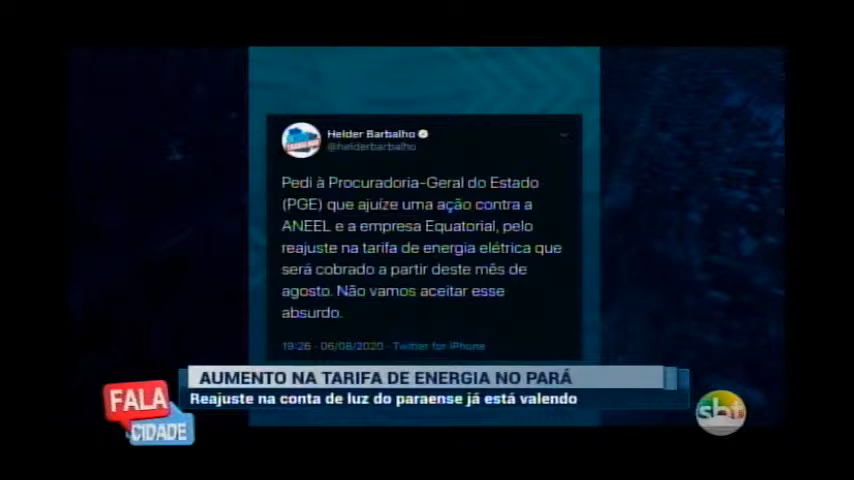 Helder Barbalho
@helderbarbalho
Pedi à Procuradoria-Geral do Estado
(PGE) que ajuíze uma ação contra a
ANEEL e a empresa Equatorial, pelo
reajuste na tarifa de energia elétrica que
será cobrado a partir deste mês de
agosto. Não vamos aceitar esse
absurdo.
19:26 · 06/08/2020 · Twitter for iPhone
AUMENTO NA TARIFA DE ENERGIA NO PARÁ
Reajuste na conta de luz do paraense já está valendo
FALA
CIDADE
sbt